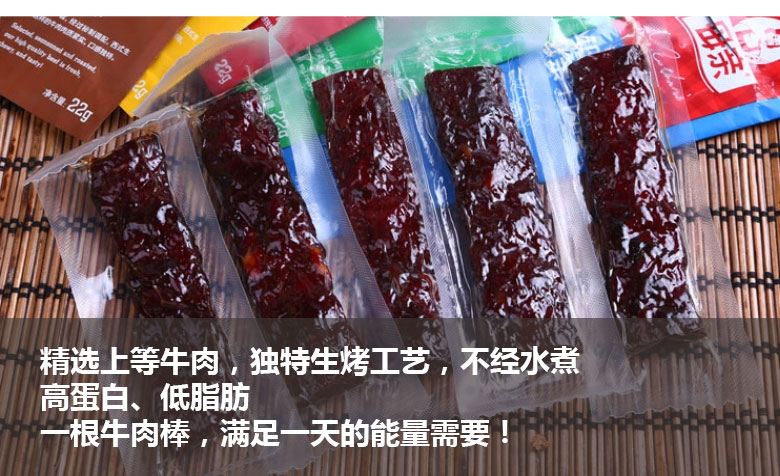 Selected, seasoned and roasted,
our high quality beef is fresh,
chewy and tasty!
净含量: 22g
22g
22g
精选上等牛肉，独特生烤工艺，不经水煮
高蛋白、低脂肪
一根牛肉棒，满足一天的能量需要！